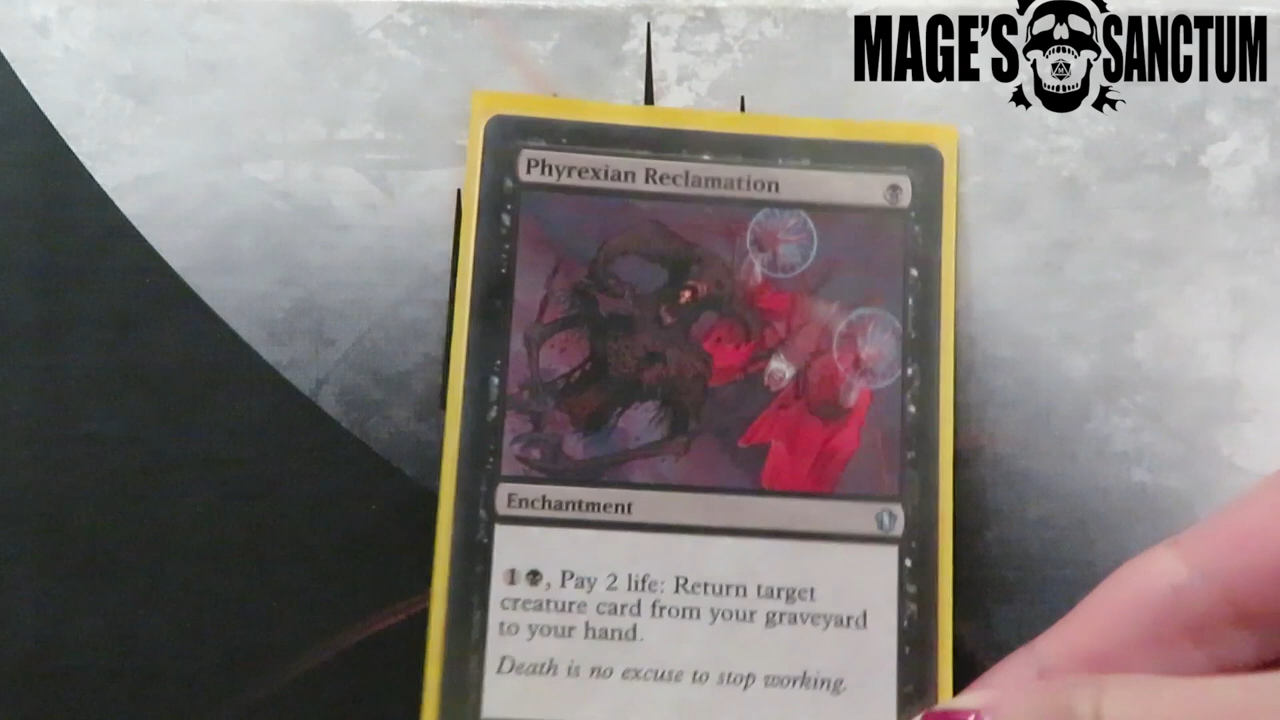 MAGE'S SANCTUM
Phyrexian Reclamation
Enchantment
1, Pay 2 life: Return target
creature card from your graveyard
to your hand.
Death is no excuse to stop working.